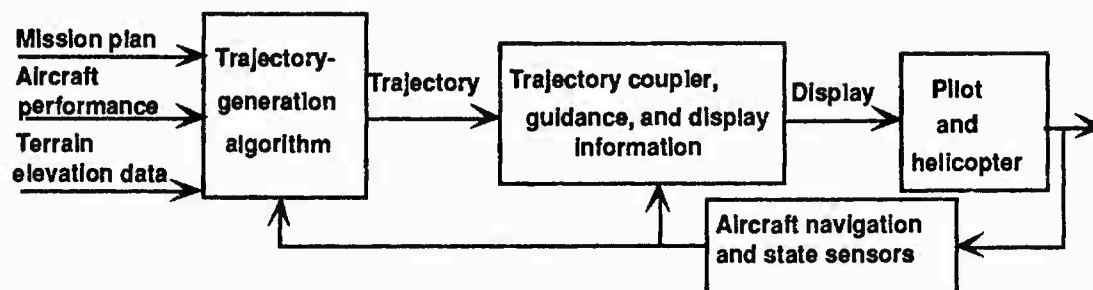 Mission plan
Aircraft
performance
Terrain
elevation data
Trajectory-
generation
algorithm
Trajectory
Trajectory coupler,
guidance, and display
information
Display
Pilot
and
helicopter
Aircraft navigation
and state sensors